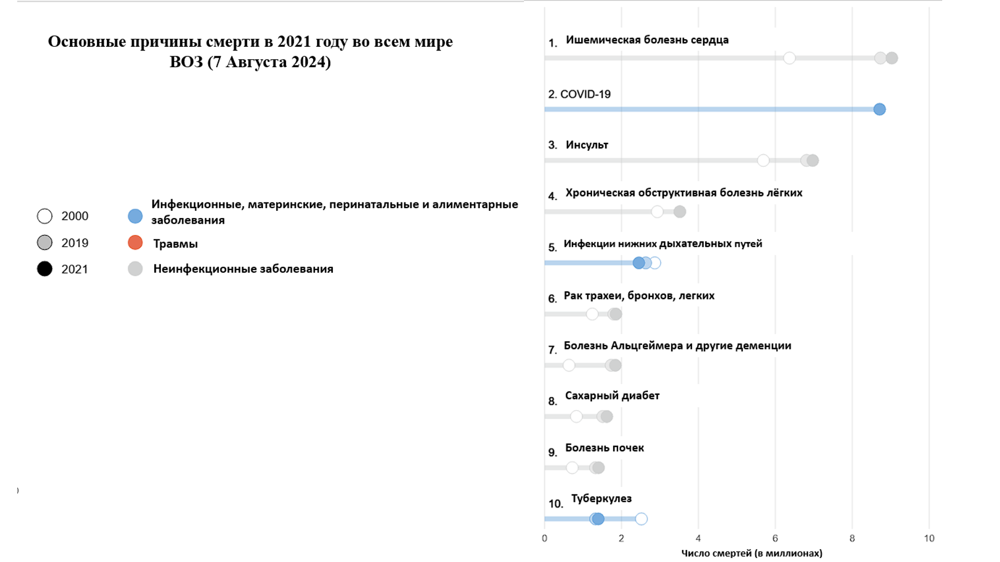 Основные причины смерти в 2021 году во всем мире
ВОЗ (7 Августа 2024)
2000
2019
2021
Инфекционные, материнские, перинатальные и алиментарные
заболевания
Травмы
Неинфекционные заболевания
1. Ишемическая болезнь сердца
2. COVID-19
3. Инсульт
4. Хроническая обструктивная болезнь лёгких
5. Инфекции нижних дыхательных путей
6. Рак трахеи, бронхов, легких
7. Болезнь Альцгеймера и другие деменции
8. Сахарный диабет
9. Болезнь почек
10. Туберкулез
0 2 4 6 8 10
Число смертей (в миллионах)